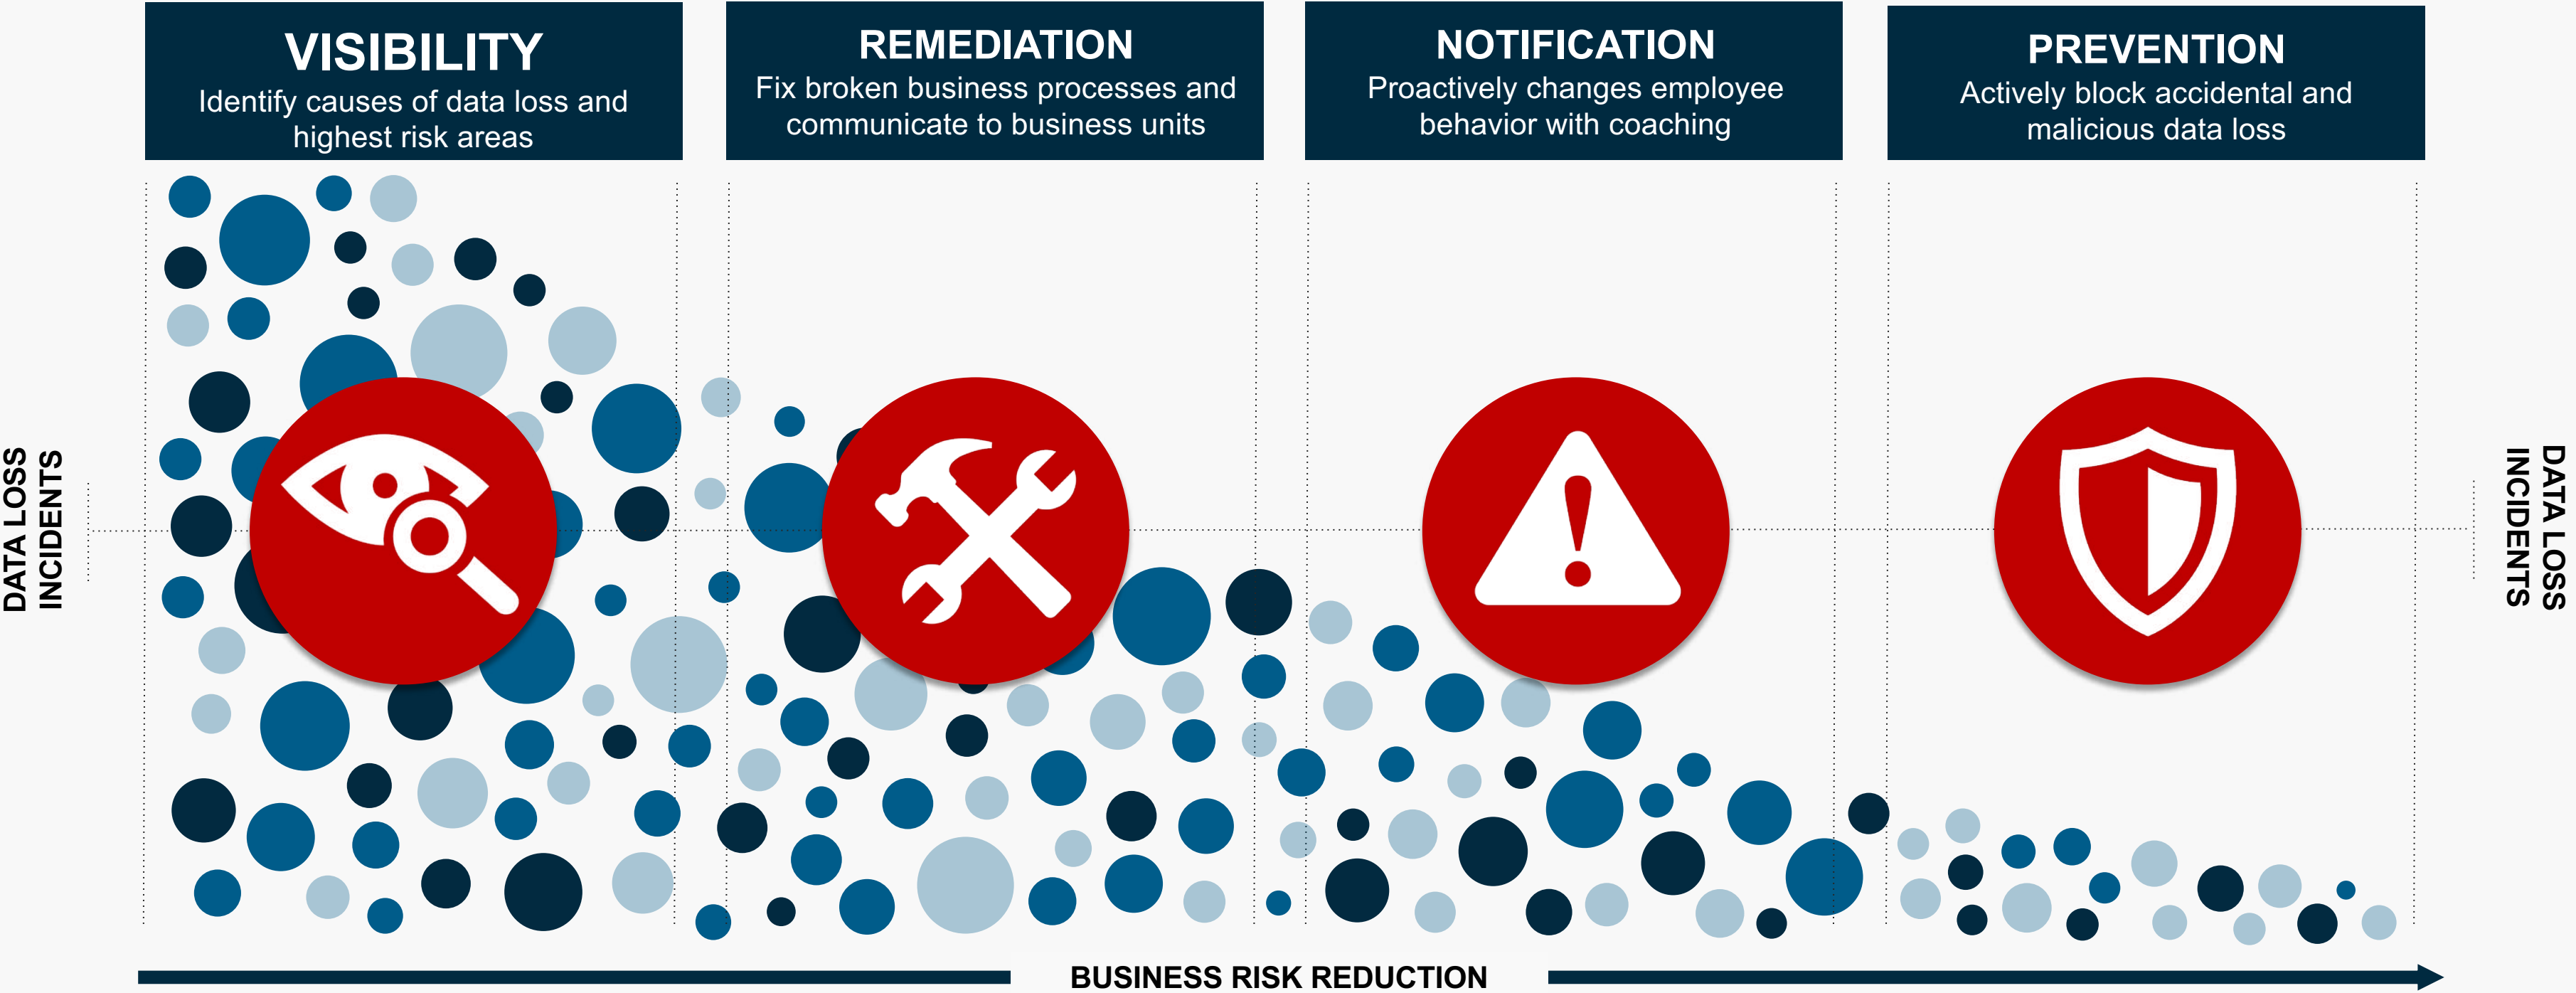 VISIBILITY
Identify causes of data loss and
highest risk areas
REMEDIATION
Fix broken business processes and
communicate to business units
NOTIFICATION
Proactively changes employee
behavior with coaching
PREVENTION
Actively block accidental and
malicious data loss
DATA LOSS
INCIDENTS
DATA LOSS
INCIDENTS
BUSINESS RISK REDUCTION